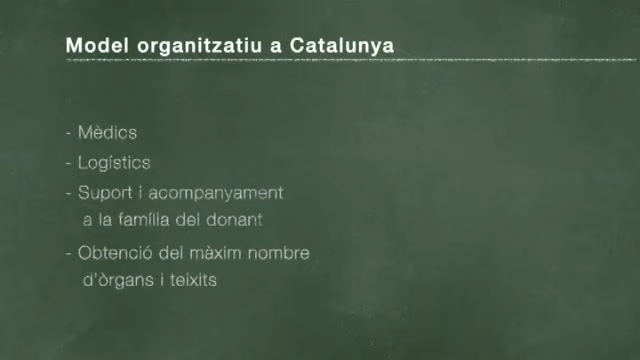 Model organitzatiu a Catalunya
- Mèdics
- Logístics
- Suport i acompanyament
a la família del donant
- Obtenció del màxim nombre
d'òrgans i teixits